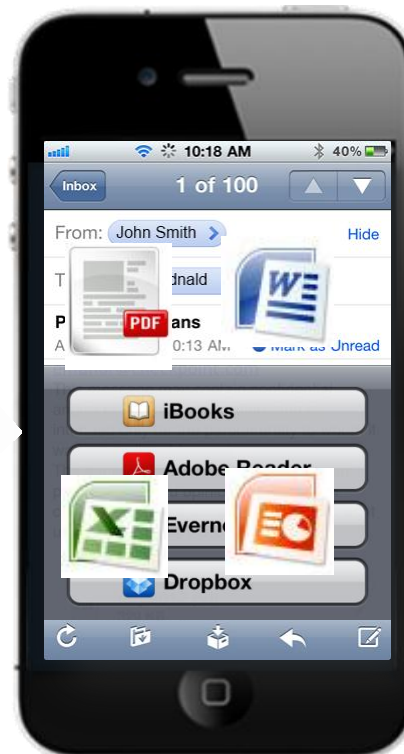 10:18 AM 40%
Inbox 1 of 100
From: John Smith Hide
T dnald
PDF W
P ans
A 0:13 AM Mark as Unread
iBooks
Adobe Reader
X
Everno
Dropbox